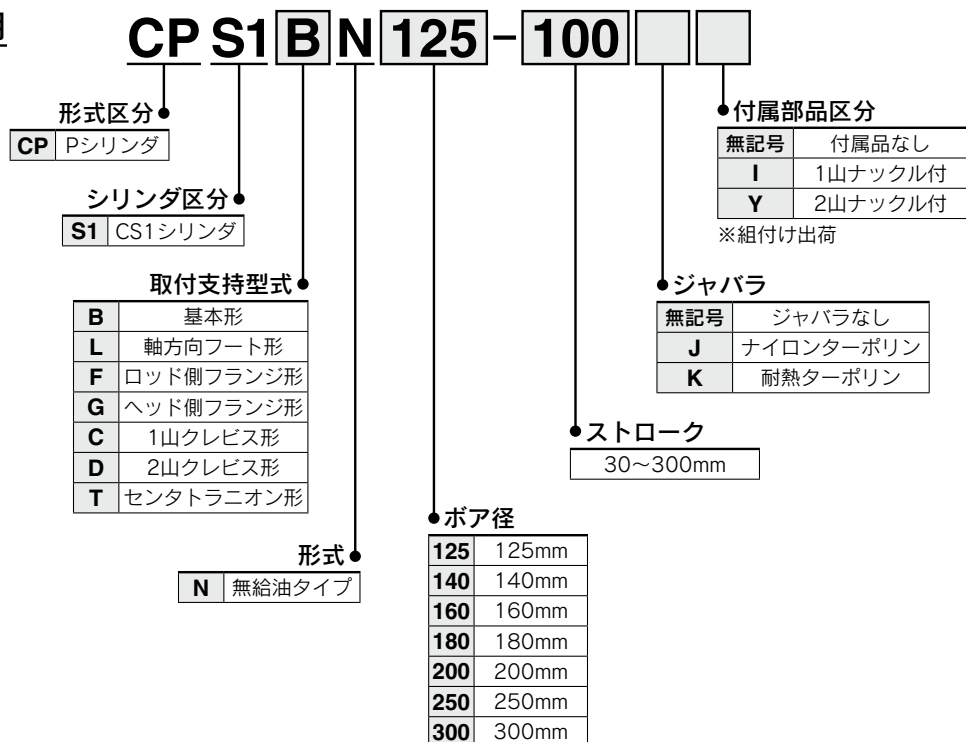 CP S1 B N 125-100
形式区分
CP Pシリンダ
シリンダ区分
S1 CS1シリンダ
取付支持型式
B 基本形
L 軸方向フート形
F ロッド側フランジ形
G ヘッド側フランジ形
C 1山クレビス形
D 2山クレビス形
T センタトラニオン形
形式
N 無給油タイプ
ボア径
125 125mm
140 140mm
160 160mm
180 180mm
200 200mm
250 250mm
300 300mm
ストローク
30～300mm
ジャバラ
無記号 ジャバラなし
J ナイロンターポリン
K 耐熱ターポリン
付属部品区分
無記号 付属品なし
I 1山ナックル付
Y 2山ナックル付
※組付け出荷